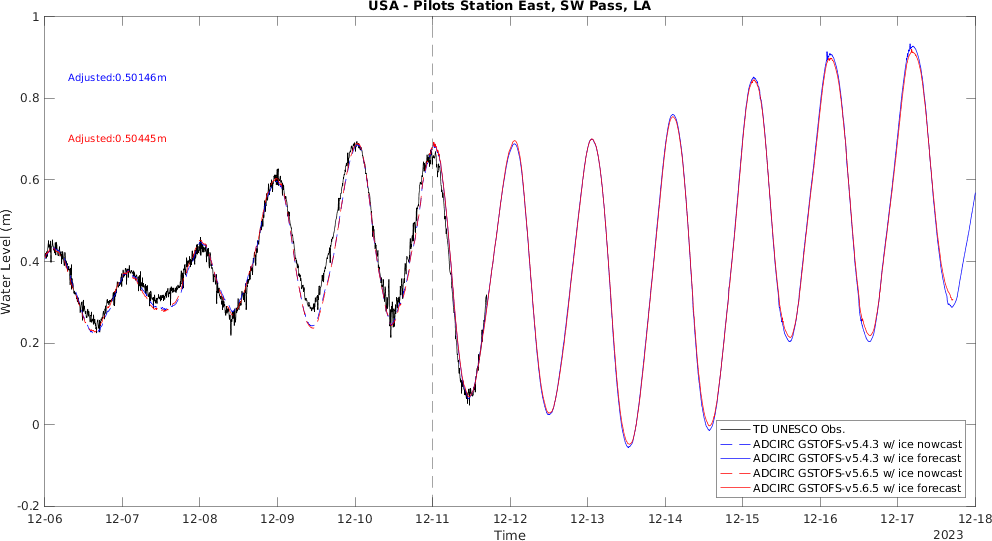 USA - Pilots Station East, SW Pass, LA
1
0.8
0.6
0.4
0.2
0
-0.2
Water Level (m)
Adjusted:0.50146m
Adjusted:0.50445m
TD UNESCO Obs.
ADCIRC GSTOFS-v5.4.3 w/ ice nowcast
ADCIRC GSTOFS-v5.4.3 w/ ice forecast
ADCIRC GSTOFS-v5.6.5 w/ ice nowcast
ADCIRC GSTOFS-v5.6.5 w/ ice forecast
12-06 12-07 12-08 12-09 12-10 12-11 12-12 12-13 12-14 12-15 12-16 12-17 12-18
Time
2023